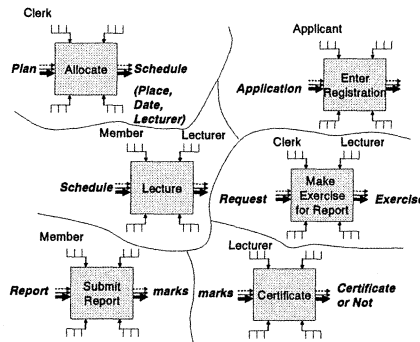 Clerk
Plan Allocate Schedule
(Place,
Date,
Lecturer)
Applicant
Application Enter
Registration
Member Lecturer
Schedule Lecture
Clerk Lecturer
Request Make
Exercise
for Report Exercise
Member
Report Submit
Report marks
Lecturer
marks Certificate Certificate
or Not